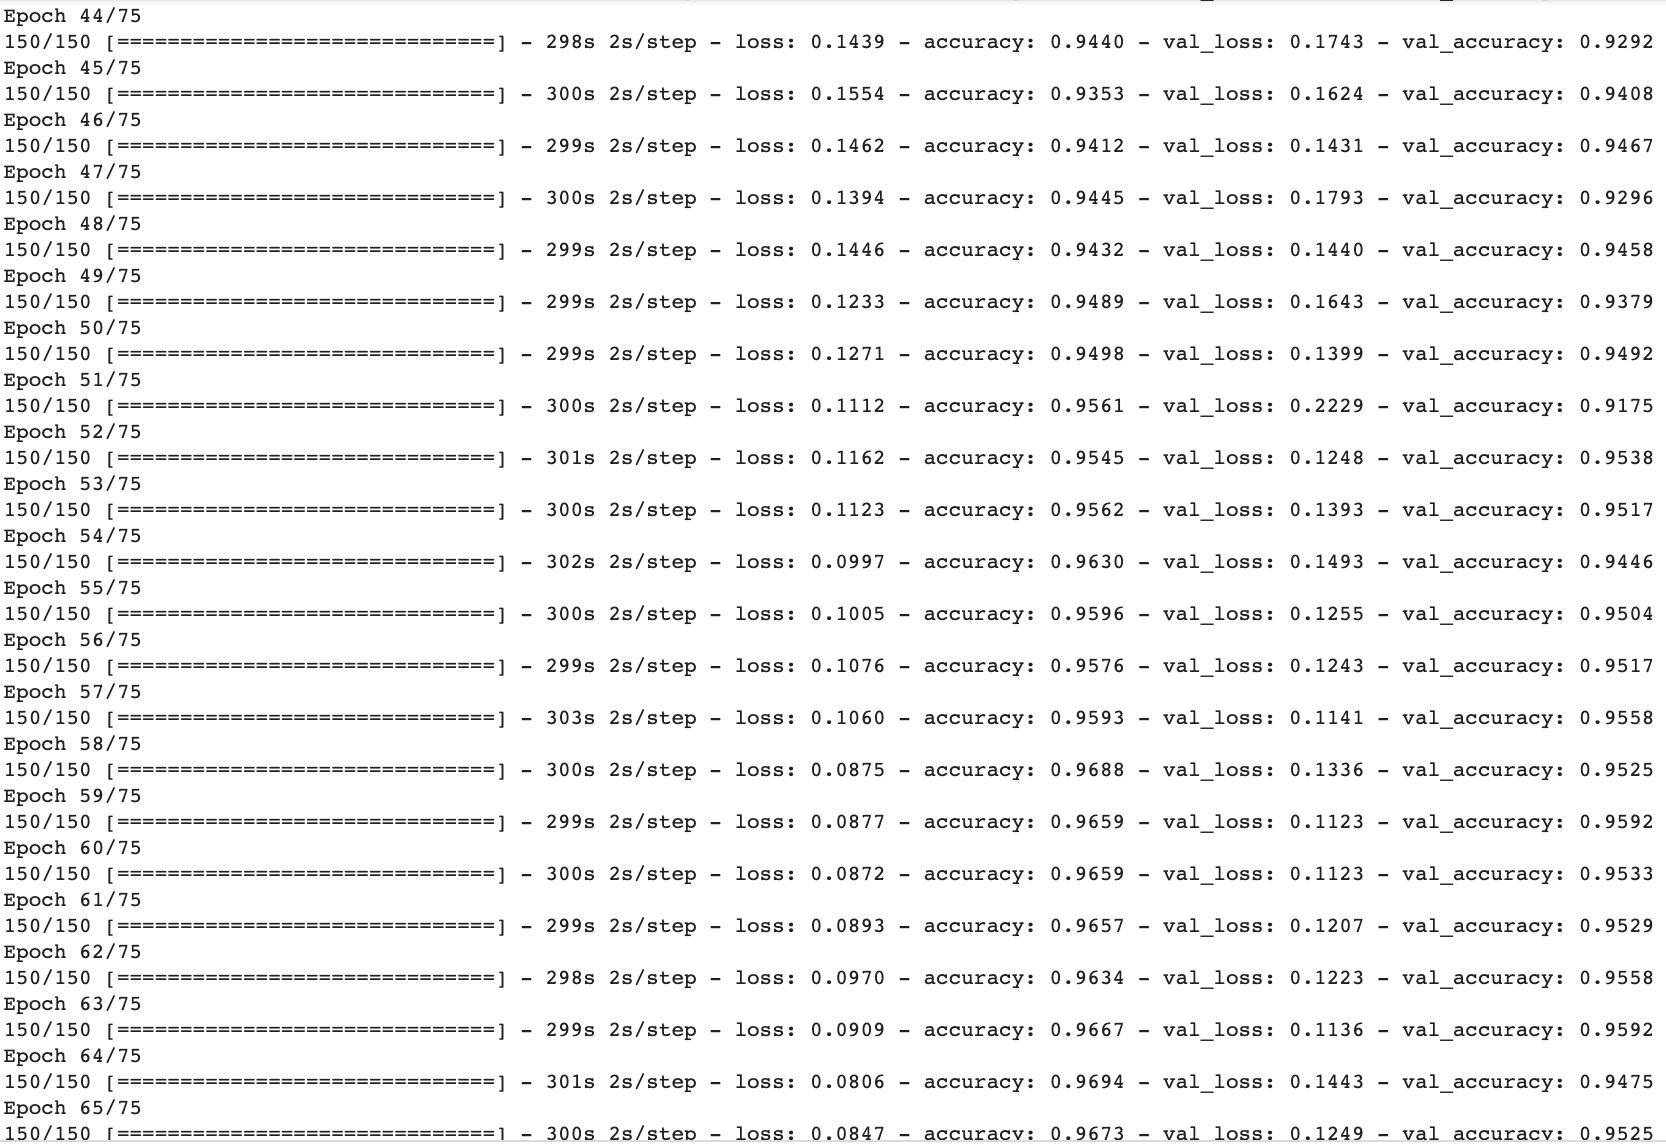 Epoch 44/75
150/150 [==============================] - 298s 2s/step - loss: 0.1439 - accuracy: 0.9440 - val_loss: 0.1743 - val_accuracy: 0.9292
Epoch 45/75
150/150 [==============================] - 300s 2s/step - loss: 0.1554 - accuracy: 0.9353 - val_loss: 0.1624 - val_accuracy: 0.9408
Epoch 46/75
150/150 [==============================] - 299s 2s/step - loss: 0.1462 - accuracy: 0.9412 - val_loss: 0.1431 - val_accuracy: 0.9467
Epoch 47/75
150/150 [==============================] - 300s 2s/step - loss: 0.1394 - accuracy: 0.9445 - val_loss: 0.1793 - val_accuracy: 0.9296
Epoch 48/75
150/150 [==============================] - 299s 2s/step - loss: 0.1446 - accuracy: 0.9432 - val_loss: 0.1440 - val_accuracy: 0.9458
Epoch 49/75
150/150 [==============================] - 299s 2s/step - loss: 0.1233 - accuracy: 0.9489 - val_loss: 0.1643 - val_accuracy: 0.9379
Epoch 50/75
150/150 [==============================] - 299s 2s/step - loss: 0.1271 - accuracy: 0.9498 - val_loss: 0.1399 - val_accuracy: 0.9492
Epoch 51/75
150/150 [==============================] - 300s 2s/step - loss: 0.1112 - accuracy: 0.9561 - val_loss: 0.2229 - val_accuracy: 0.9175
Epoch 52/75
150/150 [==============================] - 301s 2s/step - loss: 0.1162 - accuracy: 0.9545 - val_loss: 0.1248 - val_accuracy: 0.9538
Epoch 53/75
150/150 [==============================] - 300s 2s/step - loss: 0.1123 - accuracy: 0.9562 - val_loss: 0.1393 - val_accuracy: 0.9517
Epoch 54/75
150/150 [==============================] - 302s 2s/step - loss: 0.0997 - accuracy: 0.9630 - val_loss: 0.1493 - val_accuracy: 0.9446
Epoch 55/75
150/150 [==============================] - 300s 2s/step - loss: 0.1005 - accuracy: 0.9596 - val_loss: 0.1255 - val_accuracy: 0.9504
Epoch 56/75
150/150 [==============================] - 299s 2s/step - loss: 0.1076 - accuracy: 0.9576 - val_loss: 0.1243 - val_accuracy: 0.9517
Epoch 57/75
150/150 [==============================] - 303s 2s/step - loss: 0.1060 - accuracy: 0.9593 - val_loss: 0.1141 - val_accuracy: 0.9558
Epoch 58/75
150/150 [==============================] - 300s 2s/step - loss: 0.0875 - accuracy: 0.9688 - val_loss: 0.1336 - val_accuracy: 0.9525
Epoch 59/75
150/150 [==============================] - 299s 2s/step - loss: 0.0877 - accuracy: 0.9659 - val_loss: 0.1123 - val_accuracy: 0.9592
Epoch 60/75
150/150 [==============================] - 300s 2s/step - loss: 0.0872 - accuracy: 0.9659 - val_loss: 0.1123 - val_accuracy: 0.9533
Epoch 61/75
150/150 [==============================] - 299s 2s/step - loss: 0.0893 - accuracy: 0.9657 - val_loss: 0.1207 - val_accuracy: 0.9529
Epoch 62/75
150/150 [==============================] - 298s 2s/step - loss: 0.0970 - accuracy: 0.9634 - val_loss: 0.1223 - val_accuracy: 0.9558
Epoch 63/75
150/150 [==============================] - 299s 2s/step - loss: 0.0909 - accuracy: 0.9667 - val_loss: 0.1136 - val_accuracy: 0.9592
Epoch 64/75
150/150 [==============================] - 301s 2s/step - loss: 0.0806 - accuracy: 0.9694 - val_loss: 0.1443 - val_accuracy: 0.9475
Epoch 65/75
150/150 [==============================] - 300s 2s/step - loss: 0.0847 - accuracy: 0.9673 - val_loss: 0.1249 - val_accuracy: 0.9525